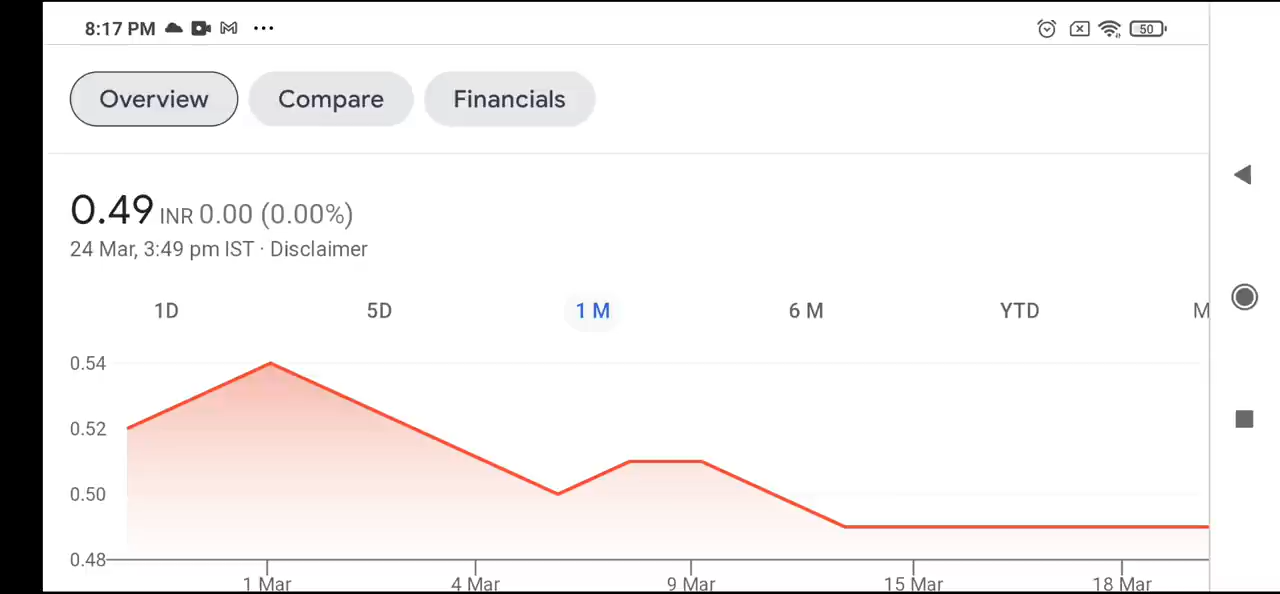 8:17 PM ... 50
Overview Compare Financials
0.49 INR 0.00 (0.00%)
24 Mar, 3:49 pm IST · Disclaimer
1D 5D 1 M 6 M YTD M
0.54
0.52
0.50
0.48
1 Mar 4 Mar 9 Mar 15 Mar 18 Mar